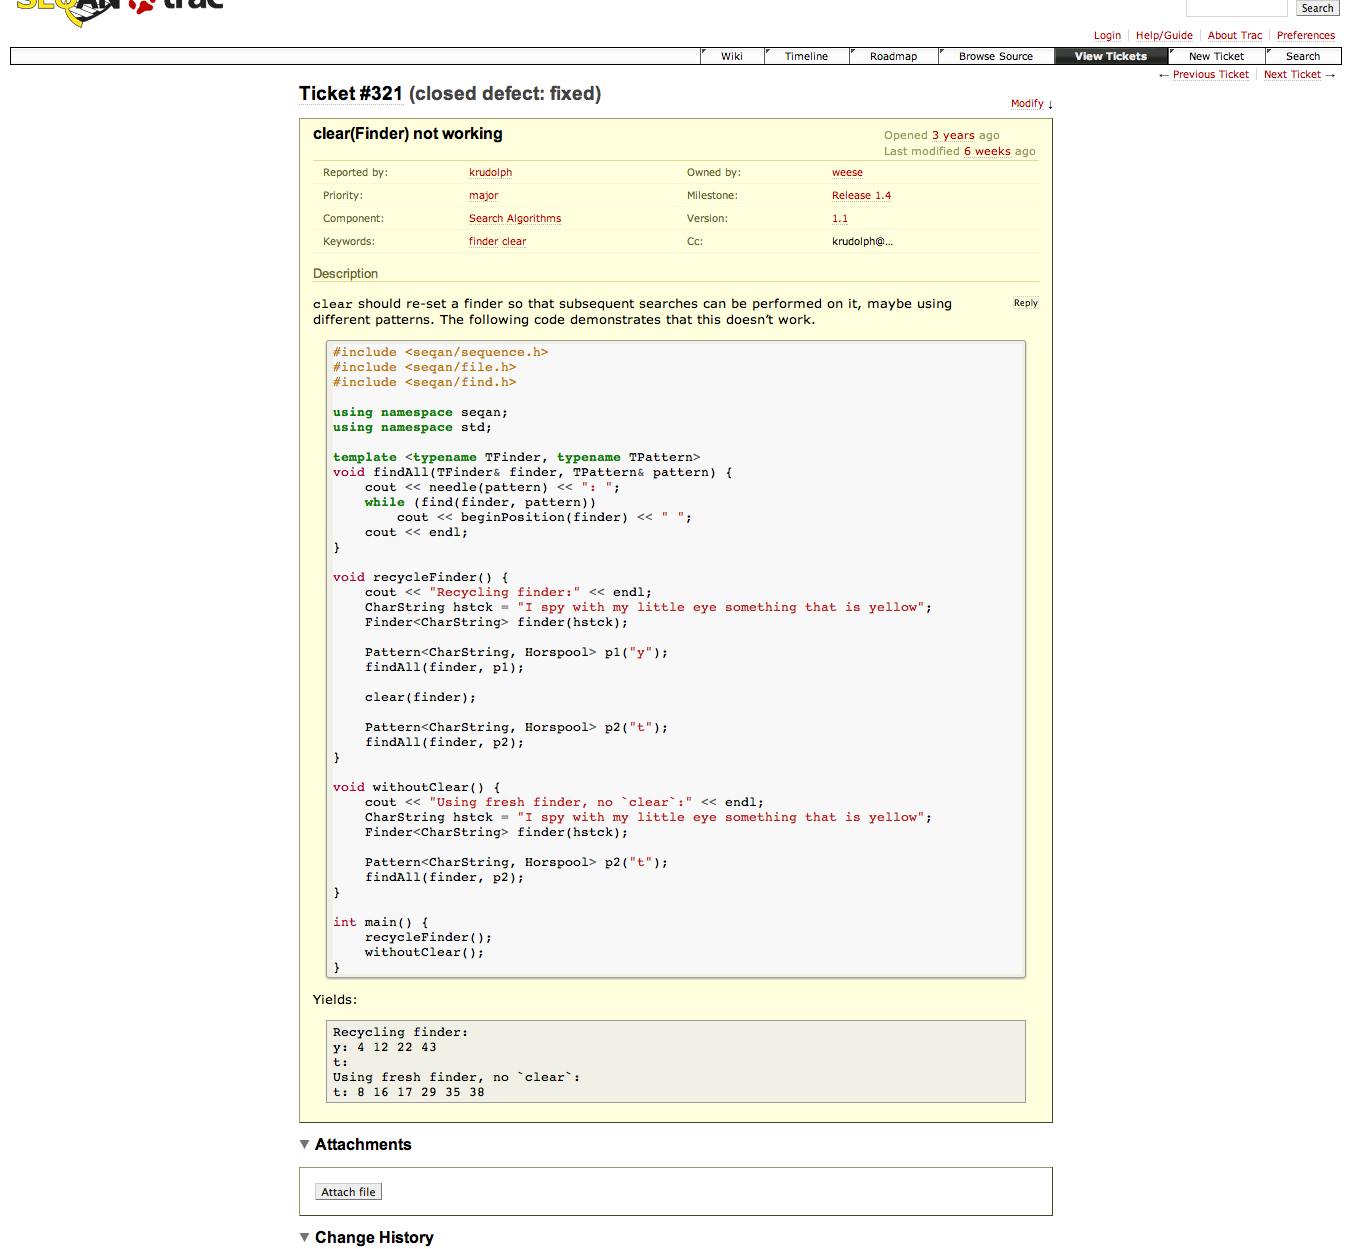 SEQAN trac
Search
Login Help/Guide About Trac Preferences
Wiki Timeline Roadmap Browse Source View Tickets New Ticket Search
← Previous Ticket Next Ticket →
Ticket #321 (closed defect: fixed)
Modify ↓
clear(Finder) not working
Opened 3 years ago
Last modified 6 weeks ago
Reported by: krudolph Owned by: weese
Priority: major Milestone: Release 1.4
Component: Search Algorithms Version: 1.1
Keywords: finder clear Cc: krudolph@...
Description
clear should re-set a finder so that subsequent searches can be performed on it, maybe using Reply
different patterns. The following code demonstrates that this doesn’t work.
#include <seqan/sequence.h>
#include <seqan/file.h>
#include <seqan/find.h>
using namespace seqan;
using namespace std;
template <typename TFinder, typename TPattern>
void findAll(TFinder& finder, TPattern& pattern) {
    cout << needle(pattern) << ": ";
    while (find(finder, pattern))
        cout << beginPosition(finder) << " ";
    cout << endl;
}
void recycleFinder() {
    cout << "Recycling finder:" << endl;
    CharString hstck = "I spy with my little eye something that is yellow";
    Finder<CharString> finder(hstck);
    Pattern<CharString, Horspool> p1("y");
    findAll(finder, p1);
    clear(finder);
    Pattern<CharString, Horspool> p2("t");
    findAll(finder, p2);
}
void withoutClear() {
    cout << "Using fresh finder, no `clear`:" << endl;
    CharString hstck = "I spy with my little eye something that is yellow";
    Finder<CharString> finder(hstck);
    Pattern<CharString, Horspool> p2("t");
    findAll(finder, p2);
}
int main() {
    recycleFinder();
    withoutClear();
}
Yields:
Recycling finder:
y: 4 12 22 43
t:
Using fresh finder, no `clear`:
t: 8 16 17 29 35 38
Attachments
Attach file
Change History